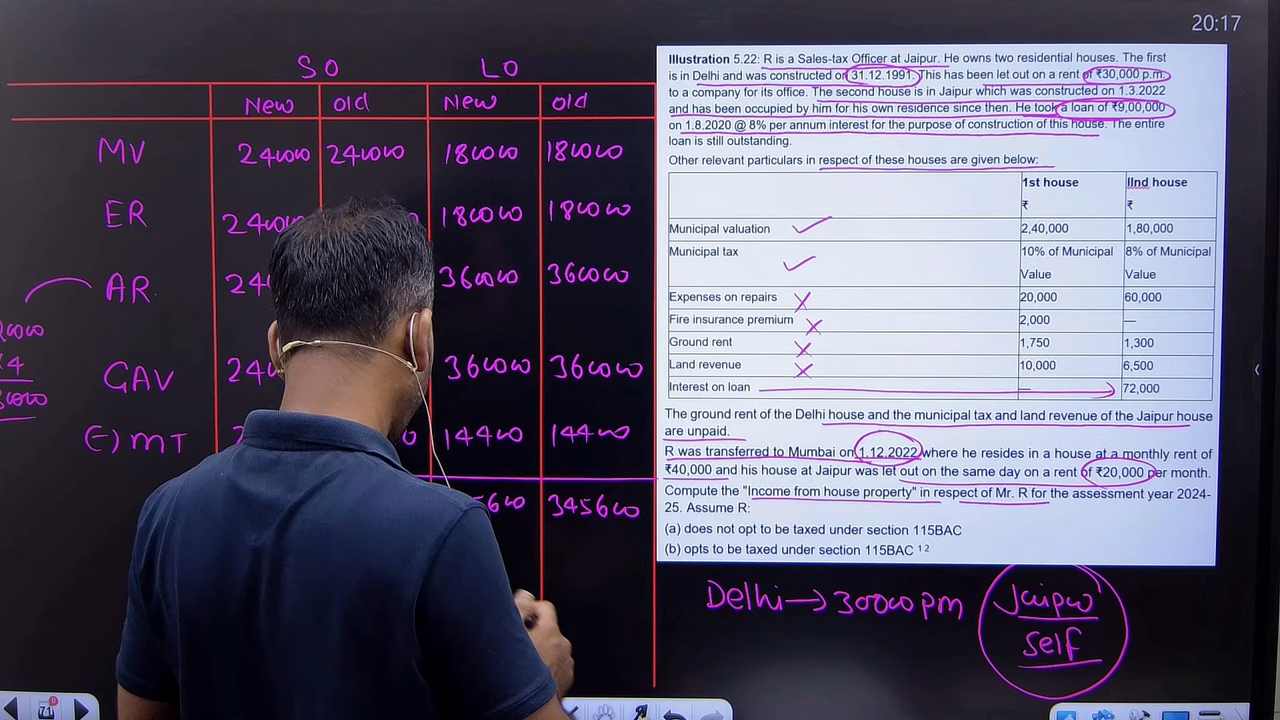 20:17
SO LO
New Old New Old
MV 240000 240000 180000 180000
ER 180000 180000
AR 360000 360000
GAV 360000 360000
(-) MT 14400 14400
345600
Illustration 5.22: R is a Sales-tax Officer at Jaipur. He owns two residential houses. The first
is in Delhi and was constructed on 31.12.1991. This has been let out on a rent of ₹30,000 p.m
to a company for its office. The second house is in Jaipur which was constructed on 1.3.2022
and has been occupied by him for his own residence since then. He took a loan of ₹9,00,000
on 1.8.2020 @ 8% per annum interest for the purpose of construction of this house. The entire
loan is still outstanding.
Other relevant particulars in respect of these houses are given below:
1st house IInd house
₹ ₹
Municipal valuation 2,40,000 1,80,000
Municipal tax 10% of Municipal 8% of Municipal
Value Value
Expenses on repairs 20,000 60,000
Fire insurance premium 2,000 —
Ground rent 1,750 1,300
Land revenue 10,000 6,500
Interest on loan — 72,000
The ground rent of the Delhi house and the municipal tax and land revenue of the Jaipur house
are unpaid.
R was transferred to Mumbai on 1.12.2022 where he resides in a house at a monthly rent of
₹40,000 and his house at Jaipur was let out on the same day on a rent of ₹20,000 per month.
Compute the "Income from house property" in respect of Mr. R for the assessment year 2024-
25. Assume R:
(a) does not opt to be taxed under section 115BAC
(b) opts to be taxed under section 115BAC ¹²
Delhi → 30000 pm
Jaipur
self